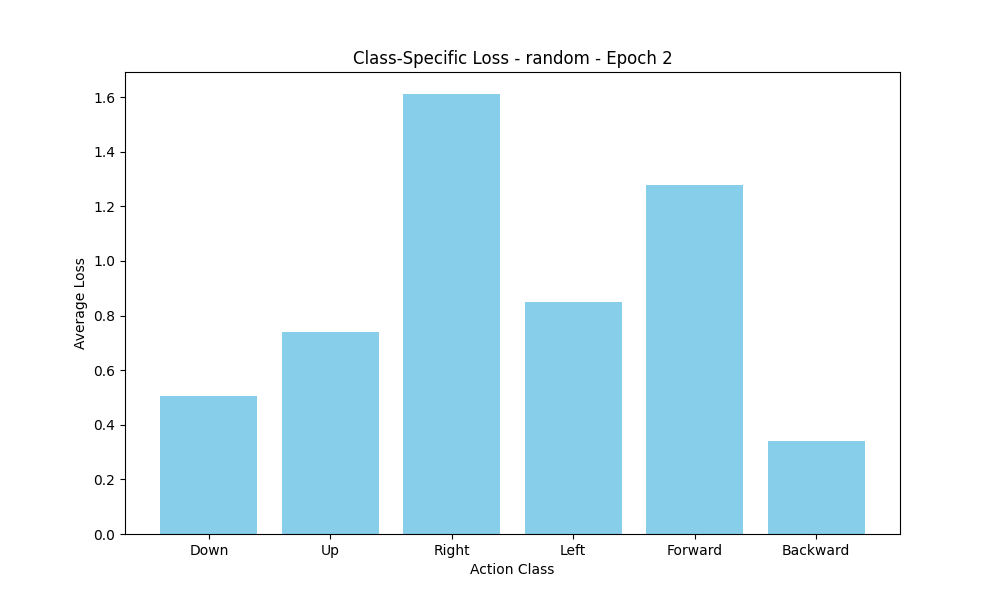 Class-Specific Loss - random - Epoch 2
Average Loss
1.6
1.4
1.2
1.0
0.8
0.6
0.4
0.2
0.0
Down Up Right Left Forward Backward
Action Class